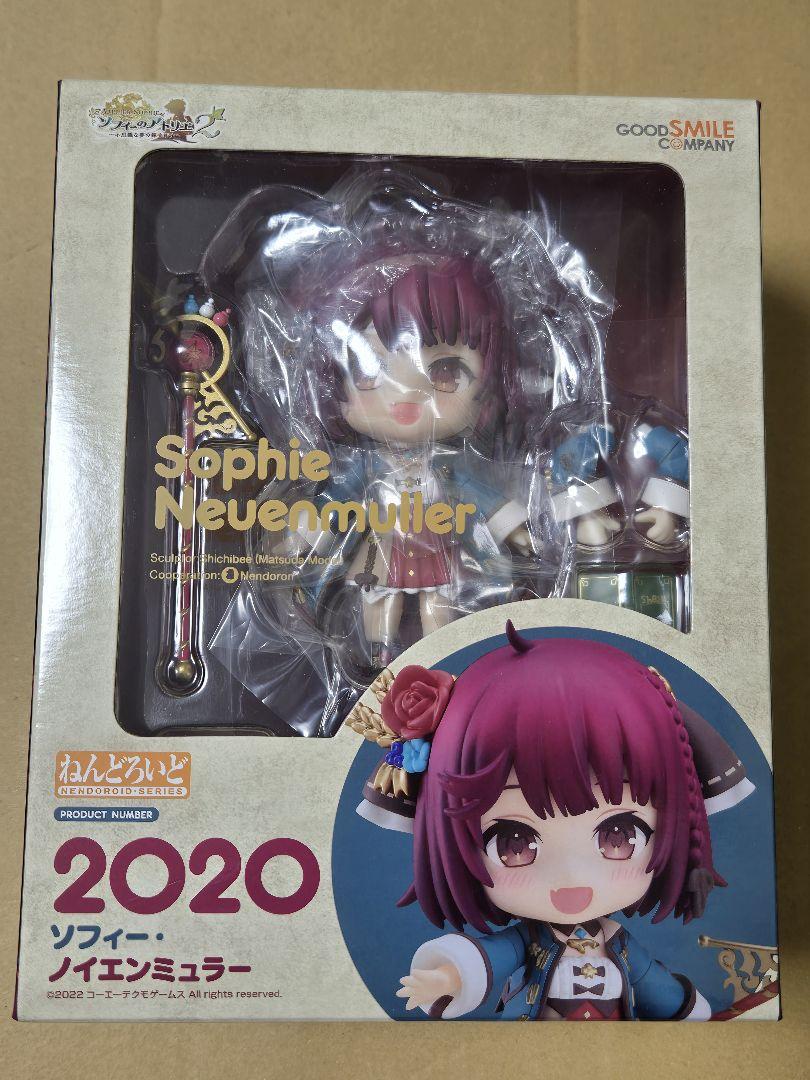 ソフィーのアトリエ2
GOOD SMILE
COMPANY
Sophie
Neuenmuller
Sculptor:Shichibee (Matsuda Model)
Cooperation: Nendoron
ねんどろいど
NENDOROID・SERIES
PRODUCT NUMBER
2020
ソフィー・
ノイエンミュラー
©2022 コーエーテクモゲームス All rights reserved.